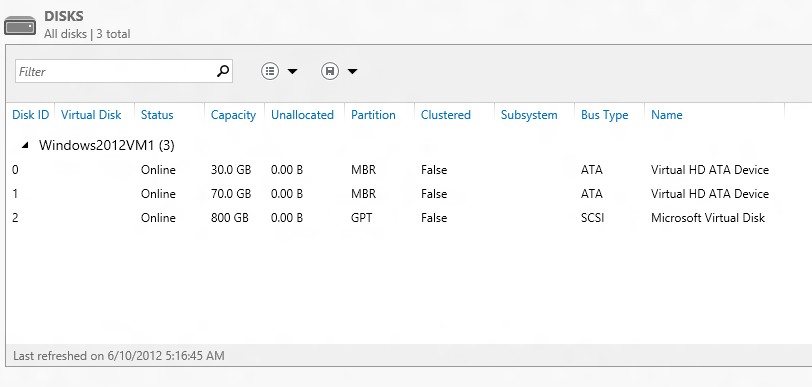 DISKS
All disks | 3 total
Filter
Disk ID Virtual Disk Status Capacity Unallocated Partition Clustered Subsystem Bus Type Name
Windows2012VM1 (3)
0 Online 30.0 GB 0.00 B MBR False ATA Virtual HD ATA Device
1 Online 70.0 GB 0.00 B MBR False ATA Virtual HD ATA Device
2 Online 800 GB 0.00 B GPT False SCSI Microsoft Virtual Disk
Last refreshed on 6/10/2012 5:16:45 AM